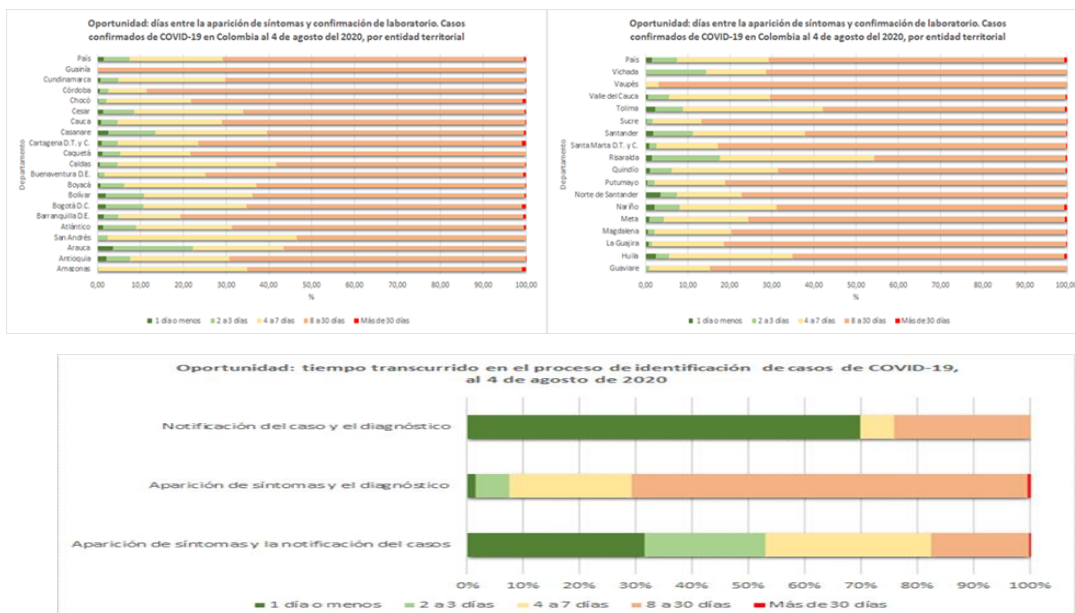 Oportunidad: días entre la aparición de síntomas y confirmación de laboratorio. Casos
confirmados de COVID-19 en Colombia al 4 de agosto del 2020, por entidad territorial
Departamento
País
Guainía
Cundinamarca
Córdoba
Chocó
Cesar
Cauca
Casanare
Cartagena D.T. y C.
Caquetá
Caldas
Buenaventura D.E.
Boyacá
Bolívar
Bogotá D.C.
Barranquilla D.E.
Atlántico
San Andrés
Arauca
Antioquia
Amazonas
0,00 10,00 20,00 30,00 40,00 50,00 60,00 70,00 80,00 90,00 100,00
%
1 día o menos 2 a 3 días 4 a 7 días 8 a 30 días Más de 30 días
Oportunidad: días entre la aparición de síntomas y confirmación de laboratorio. Casos
confirmados de COVID-19 en Colombia al 4 de agosto del 2020, por entidad territorial
Departamento
País
Vichada
Vaupés
Valle del Cauca
Tolima
Sucre
Santander
Santa Marta D.T. y C.
Risaralda
Quindío
Putumayo
Norte de Santander
Nariño
Meta
Magdalena
La Guajira
Huila
Guaviare
0,00 10,00 20,00 30,00 40,00 50,00 60,00 70,00 80,00 90,00 100,00
%
1 día o menos 2 a 3 días 4 a 7 días 8 a 30 días Más de 30 días
Oportunidad: tiempo transcurrido en el proceso de identificación de casos de COVID-19,
al 4 de agosto de 2020
Notificación del caso y el diagnóstico
Aparición de síntomas y el diagnóstico
Aparición de síntomas y la notificación del casos
0% 10% 20% 30% 40% 50% 60% 70% 80% 90% 100%
1 día o menos 2 a 3 días 4 a 7 días 8 a 30 días Más de 30 días